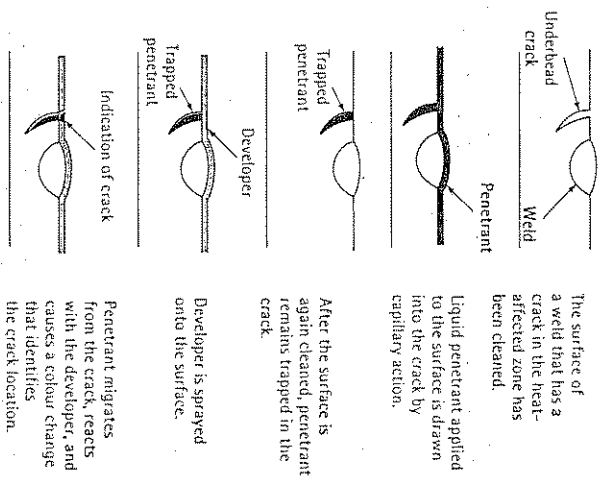 Underbead
crack
Weld
The surface of
a weld that has a
crack in the heat-
affected zone has
been cleaned.
Penetrant
Liquid penetrant applied
to the surface is drawn
into the crack by
capillary action.
Trapped
penetrant
After the surface is
again cleaned, penetrant
remains trapped in the
crack.
Trapped
penetrant
Developer
Developer is sprayed
onto the surface.
Indication of crack
Penetrant migrates
from the crack, reacts
with the developer, and
causes a colour change
that identifies
the crack location.